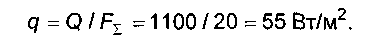 q = Q / F_Σ = 1100 / 20 = 55 Вт/м².